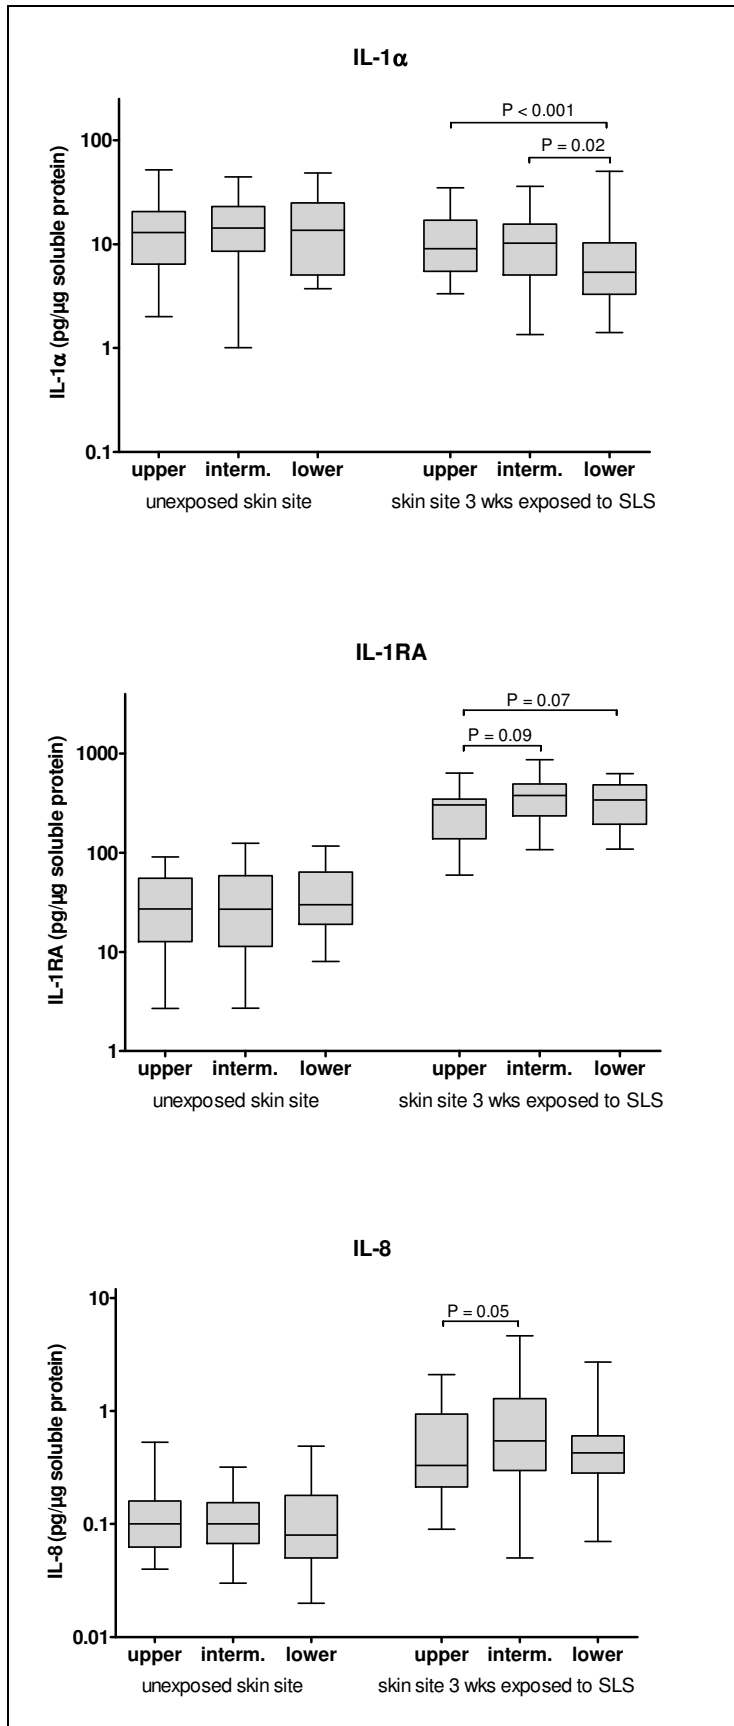 IL-1α
IL-1α (pg/µg soluble protein)
100
10
1
0.1
P < 0.001
P = 0.02
upper interm. lower upper interm. lower
unexposed skin site skin site 3 wks exposed to SLS
IL-1RA
IL-1RA (pg/µg soluble protein)
1000
100
10
1
P = 0.07
P = 0.09
upper interm. lower upper interm. lower
unexposed skin site skin site 3 wks exposed to SLS
IL-8
IL-8 (pg/µg soluble protein)
10
1
0.1
0.01
P = 0.05
upper interm. lower upper interm. lower
unexposed skin site skin site 3 wks exposed to SLS